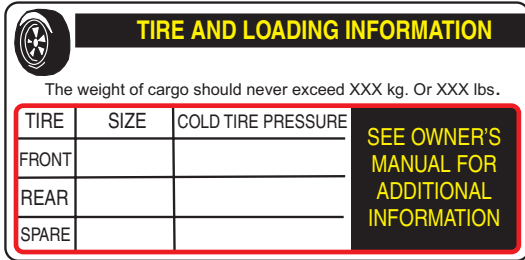 TIRE AND LOADING INFORMATION
The weight of cargo should never exceed XXX kg. Or XXX lbs.
TIRE SIZE COLD TIRE PRESSURE
FRONT
REAR
SPARE
SEE OWNER'S
MANUAL FOR
ADDITIONAL
INFORMATION